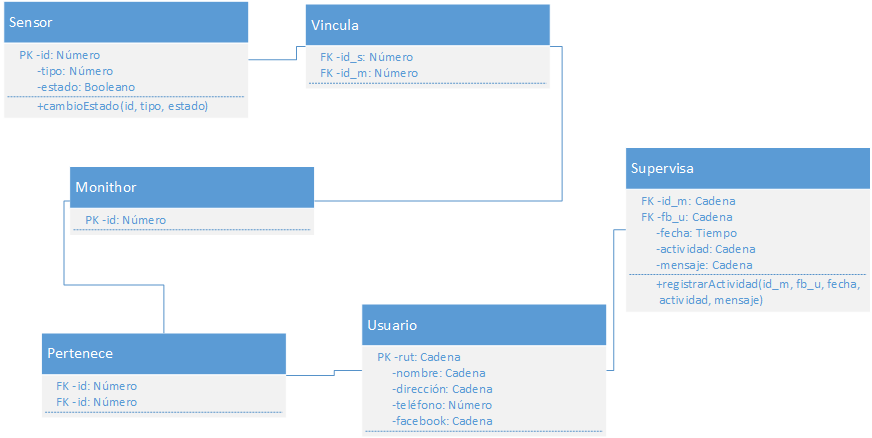 Sensor
PK -id: Número
-tipo: Número
-estado: Booleano
+cambioEstado(id, tipo, estado)
Vincula
FK -id_s: Número
FK -id_m: Número
Monithor
PK -id: Número
Supervisa
FK -id_m: Cadena
FK -fb_u: Cadena
-fecha: Tiempo
-actividad: Cadena
-mensaje: Cadena
+registrarActividad(id_m, fb_u, fecha,
actividad, mensaje)
Pertenece
FK -id: Número
FK -id: Número
Usuario
PK -rut: Cadena
-nombre: Cadena
-dirección: Cadena
-teléfono: Número
-facebook: Cadena